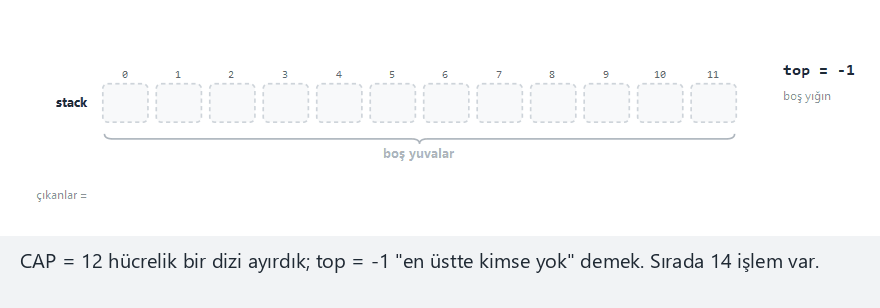 0 1 2 3 4 5 6 7 8 9 10 11
top = -1
boş yığın
stack
boş yuvalar
çıkanlar =
CAP = 12 hücrelik bir dizi ayırdık; top = -1 "en üstte kimse yok" demek. Sırada 14 işlem var.